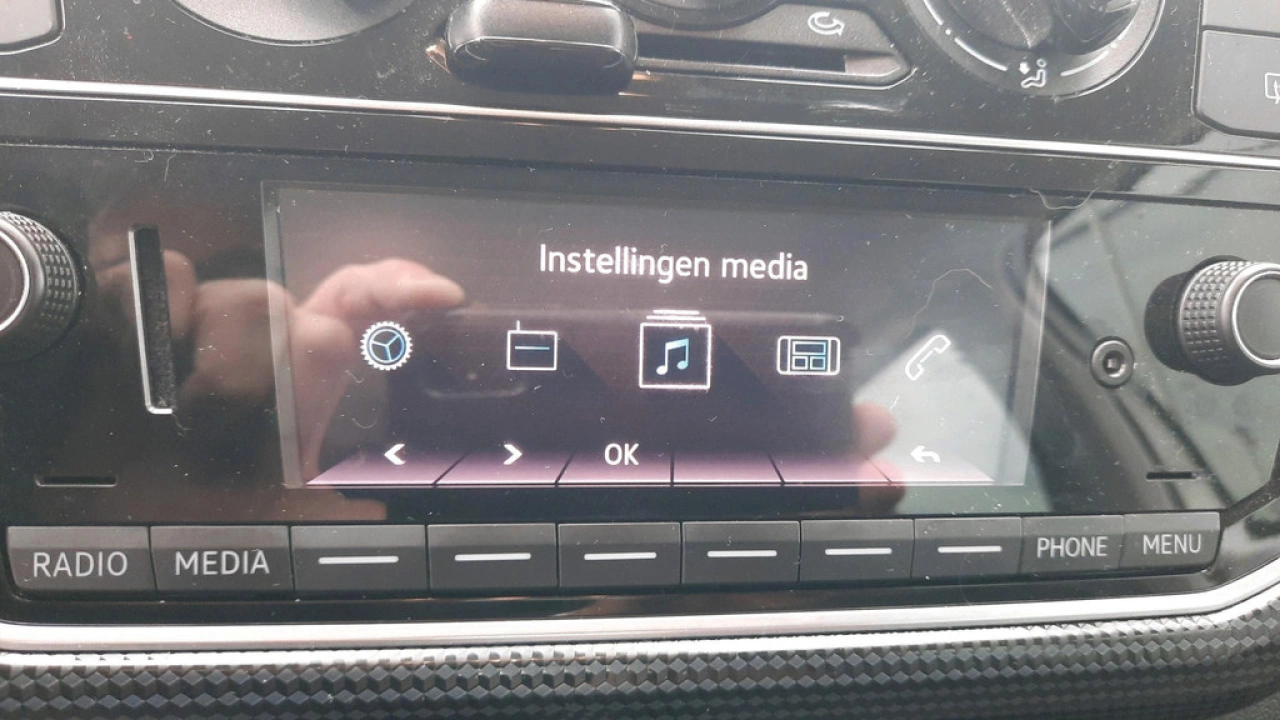 Instellingen media
< > OK
RADIO MEDIA PHONE MENU